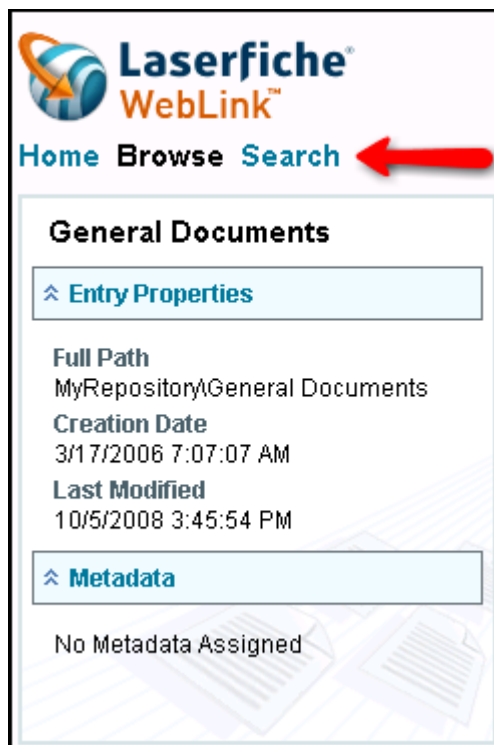 Laserfiche®
WebLink™
Home Browse Search
General Documents
Entry Properties
Full Path
MyRepository\General Documents
Creation Date
3/17/2006 7:07:07 AM
Last Modified
10/5/2008 3:45:54 PM
Metadata
No Metadata Assigned